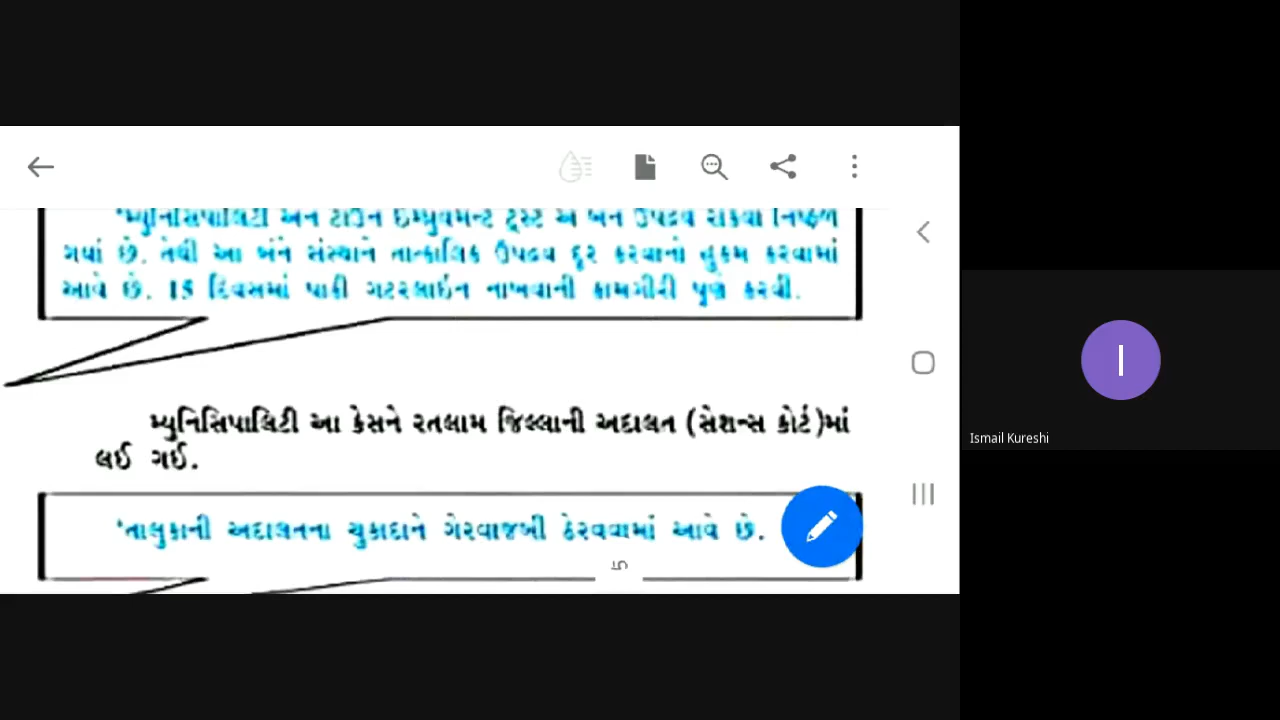 'મ્યુનિસિપાલિટી અને ટાઉન ઇમ્પ્રુવમેન્ટ ટ્રસ્ટ એ બંને ઉપદ્રવ રોકવા નિષ્ફળ
ગયાં છે. તેથી આ બંને સંસ્થાને તાત્કાલિક ઉપદ્રવ દૂર કરવાનો હુકમ કરવામાં
આવે છે. 15 દિવસમાં પાકી ગટરલાઇન નાખવાની કામગીરી પૂર્ણ કરવી.
મ્યુનિસિપાલિટી આ કેસને રતલામ જિલ્લાની અદાલત (સેશન્સ કોર્ટ)માં
લઈ ગઈ.
'તાલુકાની અદાલતના ચુકાદાને ગેરવાજબી ઠેરવવામાં આવે છે.
Ismail Kureshi
I